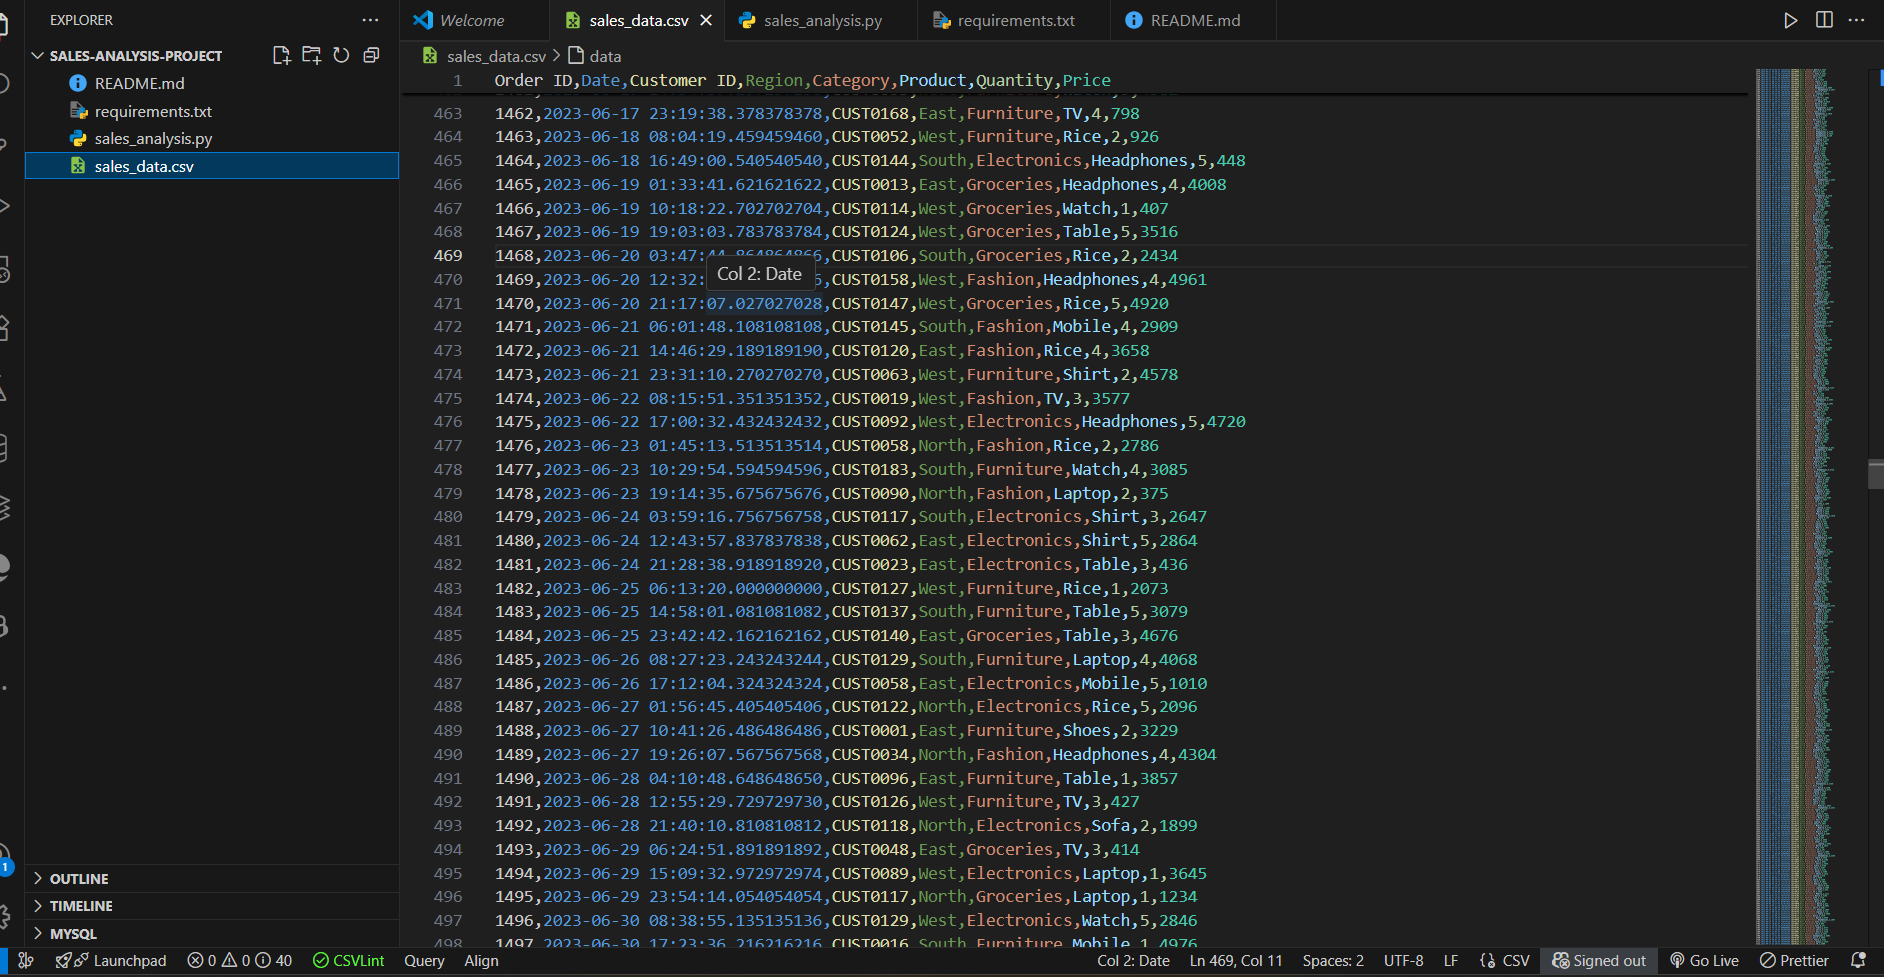 EXPLORER
SALES-ANALYSIS-PROJECT
README.md
requirements.txt
sales_analysis.py
sales_data.csv
OUTLINE
TIMELINE
MYSQL
Welcome
sales_data.csv
sales_analysis.py
requirements.txt
README.md
sales_data.csv > data
1 Order ID,Date,Customer ID,Region,Category,Product,Quantity,Price
463 1462,2023-06-17 23:19:38.378378378,CUST0168,East,Furniture,TV,4,798
464 1463,2023-06-18 08:04:19.459459460,CUST0052,West,Furniture,Rice,2,926
465 1464,2023-06-18 16:49:00.540540540,CUST0144,South,Electronics,Headphones,5,448
466 1465,2023-06-19 01:33:41.621621622,CUST0013,East,Groceries,Headphones,4,4008
467 1466,2023-06-19 10:18:22.702702704,CUST0114,West,Groceries,Watch,1,407
468 1467,2023-06-19 19:03:03.783783784,CUST0124,West,Groceries,Table,5,3516
469 1468,2023-06-20 03:47:44.864864866,CUST0106,South,Groceries,Rice,2,2434
Col 2: Date
470 1469,2023-06-20 12:32: 6,CUST0158,West,Fashion,Headphones,4,4961
471 1470,2023-06-20 21:17:07.027027028,CUST0147,West,Groceries,Rice,5,4920
472 1471,2023-06-21 06:01:48.108108108,CUST0145,South,Fashion,Mobile,4,2909
473 1472,2023-06-21 14:46:29.189189190,CUST0120,East,Fashion,Rice,4,3658
474 1473,2023-06-21 23:31:10.270270270,CUST0063,West,Furniture,Shirt,2,4578
475 1474,2023-06-22 08:15:51.351351352,CUST0019,West,Fashion,TV,3,3577
476 1475,2023-06-22 17:00:32.432432432,CUST0092,West,Electronics,Headphones,5,4720
477 1476,2023-06-23 01:45:13.513513514,CUST0058,North,Fashion,Rice,2,2786
478 1477,2023-06-23 10:29:54.594594596,CUST0183,South,Furniture,Watch,4,3085
479 1478,2023-06-23 19:14:35.675675676,CUST0090,North,Fashion,Laptop,2,375
480 1479,2023-06-24 03:59:16.756756758,CUST0117,South,Electronics,Shirt,3,2647
481 1480,2023-06-24 12:43:57.837837838,CUST0062,East,Electronics,Shirt,5,2864
482 1481,2023-06-24 21:28:38.918918920,CUST0023,East,Electronics,Table,3,436
483 1482,2023-06-25 06:13:20.000000000,CUST0127,West,Furniture,Rice,1,2073
484 1483,2023-06-25 14:58:01.081081082,CUST0137,South,Furniture,Table,5,3079
485 1484,2023-06-25 23:42:42.162162162,CUST0140,East,Groceries,Table,3,4676
486 1485,2023-06-26 08:27:23.243243244,CUST0129,South,Furniture,Laptop,4,4068
487 1486,2023-06-26 17:12:04.324324324,CUST0058,East,Electronics,Mobile,5,1010
488 1487,2023-06-27 01:56:45.405405406,CUST0122,North,Electronics,Rice,5,2096
489 1488,2023-06-27 10:41:26.486486486,CUST0001,East,Furniture,Shoes,2,3229
490 1489,2023-06-27 19:26:07.567567568,CUST0034,North,Fashion,Headphones,4,4304
491 1490,2023-06-28 04:10:48.648648650,CUST0096,East,Furniture,Table,1,3857
492 1491,2023-06-28 12:55:29.729729730,CUST0126,West,Furniture,TV,3,427
493 1492,2023-06-28 21:40:10.810810812,CUST0118,North,Electronics,Sofa,2,1899
494 1493,2023-06-29 06:24:51.891891892,CUST0048,East,Groceries,TV,3,414
495 1494,2023-06-29 15:09:32.972972974,CUST0089,West,Electronics,Laptop,1,3645
496 1495,2023-06-29 23:54:14.054054054,CUST0117,North,Groceries,Laptop,1,1234
497 1496,2023-06-30 08:38:55.135135136,CUST0129,West,Electronics,Watch,5,2846
498 1497,2023-06-30 17:23:36.216216216,CUST0016,South,Furniture,Mobile,1,4976
1
Launchpad 0 0 40 CSVLint Query Align Col 2: Date Ln 469, Col 11 Spaces: 2 UTF-8 LF CSV Signed out Go Live Prettier